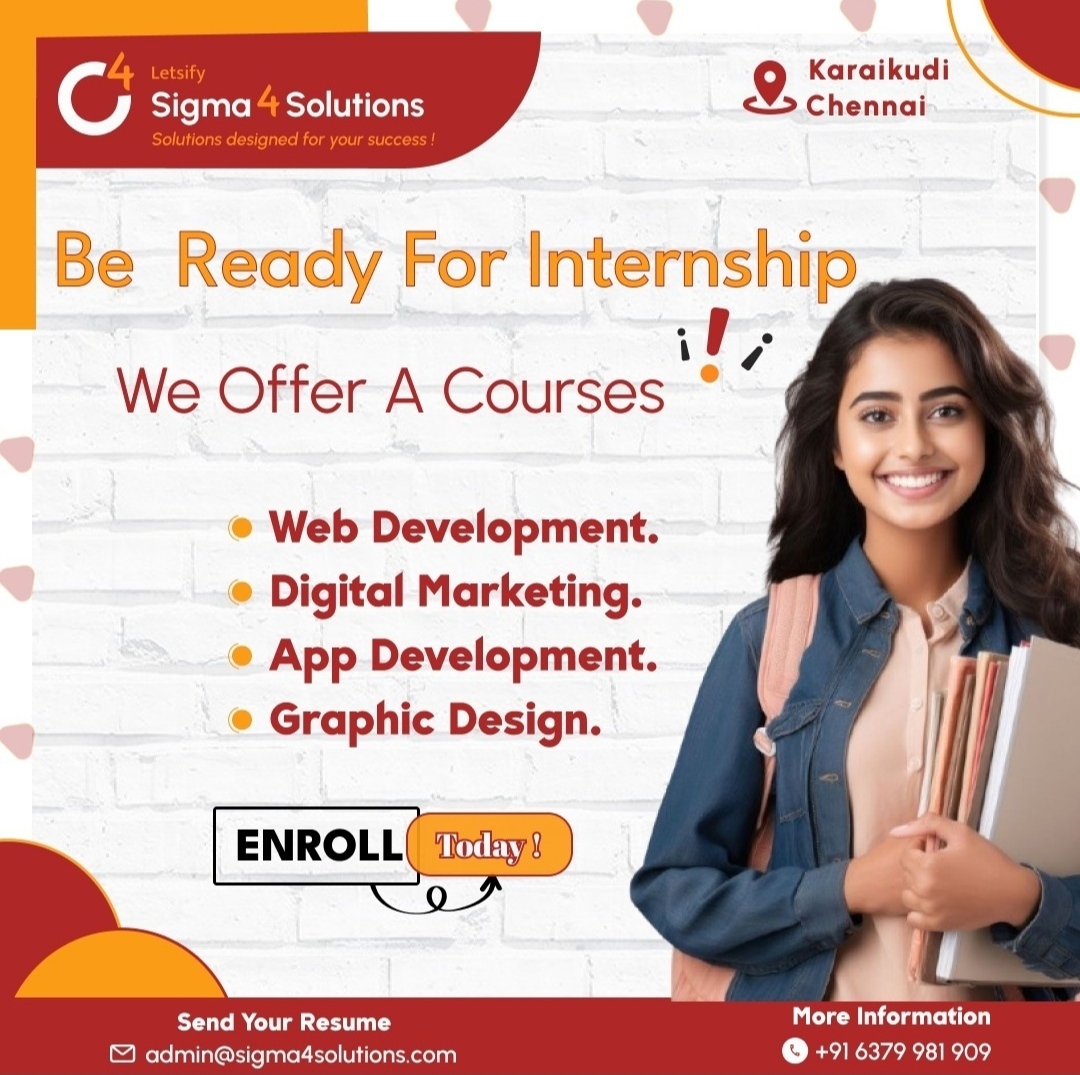 Letsify
Sigma 4 Solutions
Solutions designed for your success !
Karaikudi
Chennai
Be Ready For Internship
We Offer A Courses
Web Development.
Digital Marketing.
App Development.
Graphic Design.
ENROLL Today !
Send Your Resume
admin@sigma4solutions.com
More Information
+91 6379 981 909